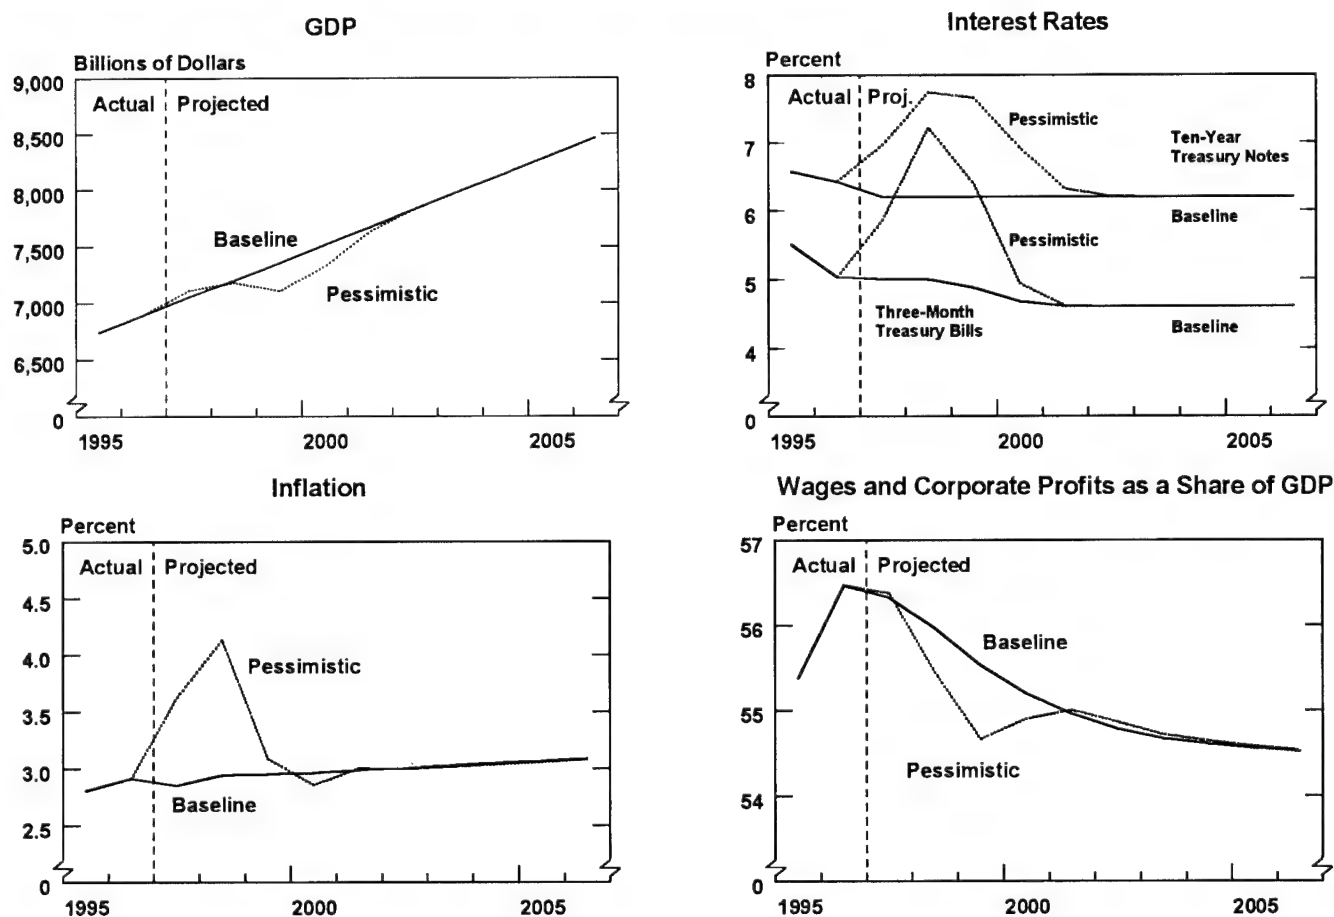 GDP
Billions of Dollars
9,000
Actual
Projected
8,500
8,000
7,500
Baseline
7,000
Pessimistic
6,500
0
1995
2000
2005
Interest Rates
Percent
8
Actual
Proj.
Pessimistic
Ten-Year
Treasury Notes
7
6
Baseline
Pessimistic
5
Three-Month
Treasury Bills
Baseline
4
0
1995
2000
2005
Inflation
Percent
5.0
Actual
Projected
4.5
4.0
Pessimistic
3.5
3.0
Baseline
2.5
0
1995
2000
2005
Wages and Corporate Profits as a Share of GDP
Percent
57
Actual
Projected
56
Baseline
55
Pessimistic
54
0
1995
2000
2005